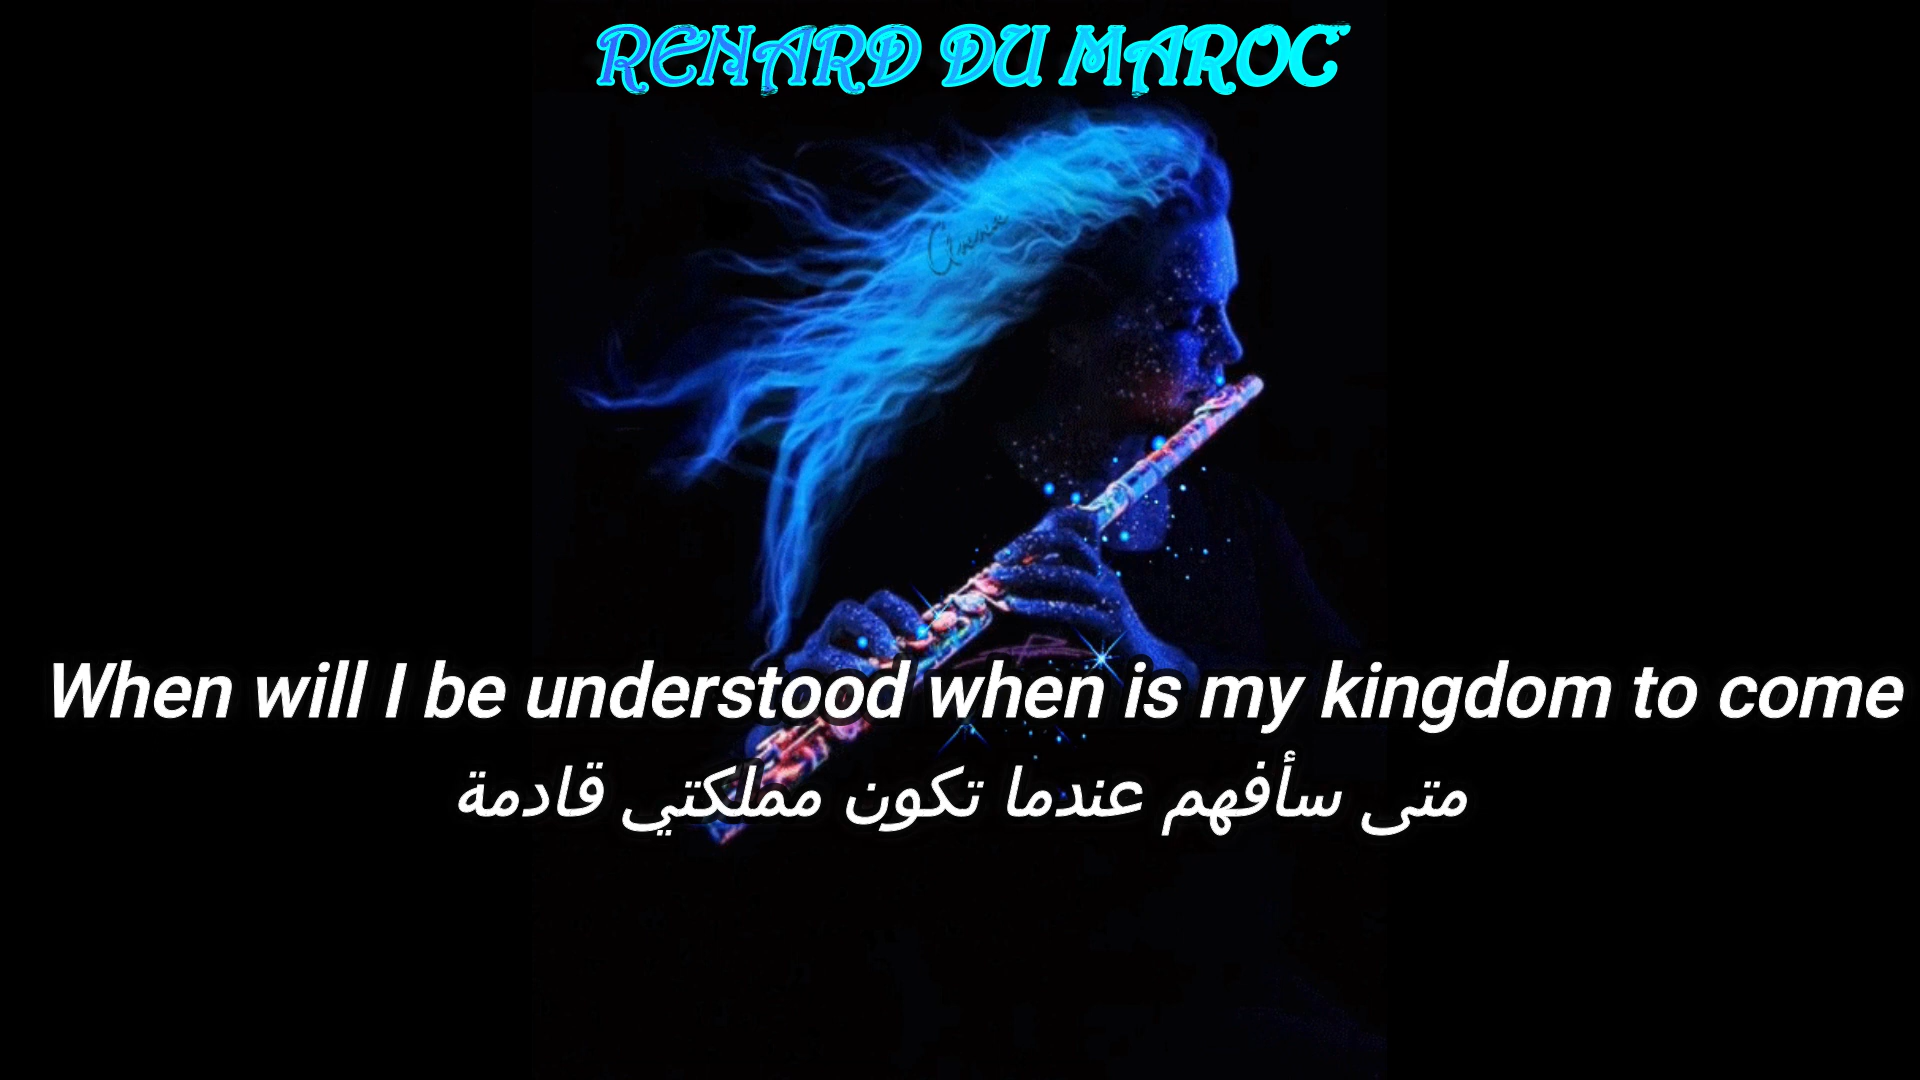 RENARD DU MAROC
Anna
When will I be understood when is my kingdom to come
متى سأفهم عندما تكون مملكتي قادمة